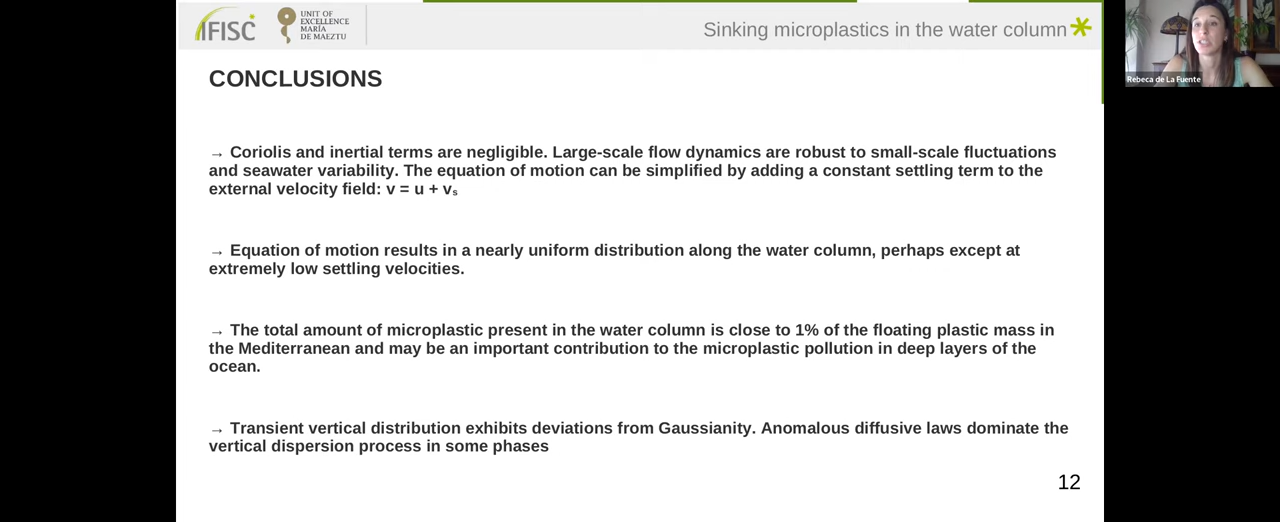 IFISC
UNIT OF
EXCELLENCE
MARÍA
DE MAEZTU
Sinking microplastics in the water column
Rebeca de La Fuente
CONCLUSIONS
→ Coriolis and inertial terms are negligible. Large-scale flow dynamics are robust to small-scale fluctuations
and seawater variability. The equation of motion can be simplified by adding a constant settling term to the
external velocity field: v = u + vₛ
→ Equation of motion results in a nearly uniform distribution along the water column, perhaps except at
extremely low settling velocities.
→ The total amount of microplastic present in the water column is close to 1% of the floating plastic mass in
the Mediterranean and may be an important contribution to the microplastic pollution in deep layers of the
ocean.
→ Transient vertical distribution exhibits deviations from Gaussianity. Anomalous diffusive laws dominate the
vertical dispersion process in some phases
12